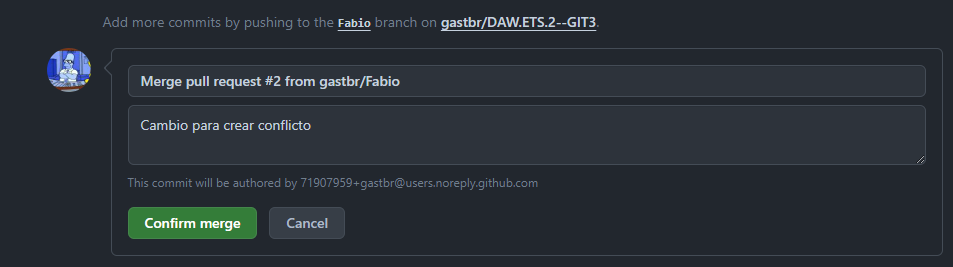 Add more commits by pushing to the Fabio branch on gastbr/DAW.ETS.2--GIT3.
Merge pull request #2 from gastbr/Fabio
Cambio para crear conflicto
This commit will be authored by 71907959+gastbr@users.noreply.github.com
Confirm merge Cancel